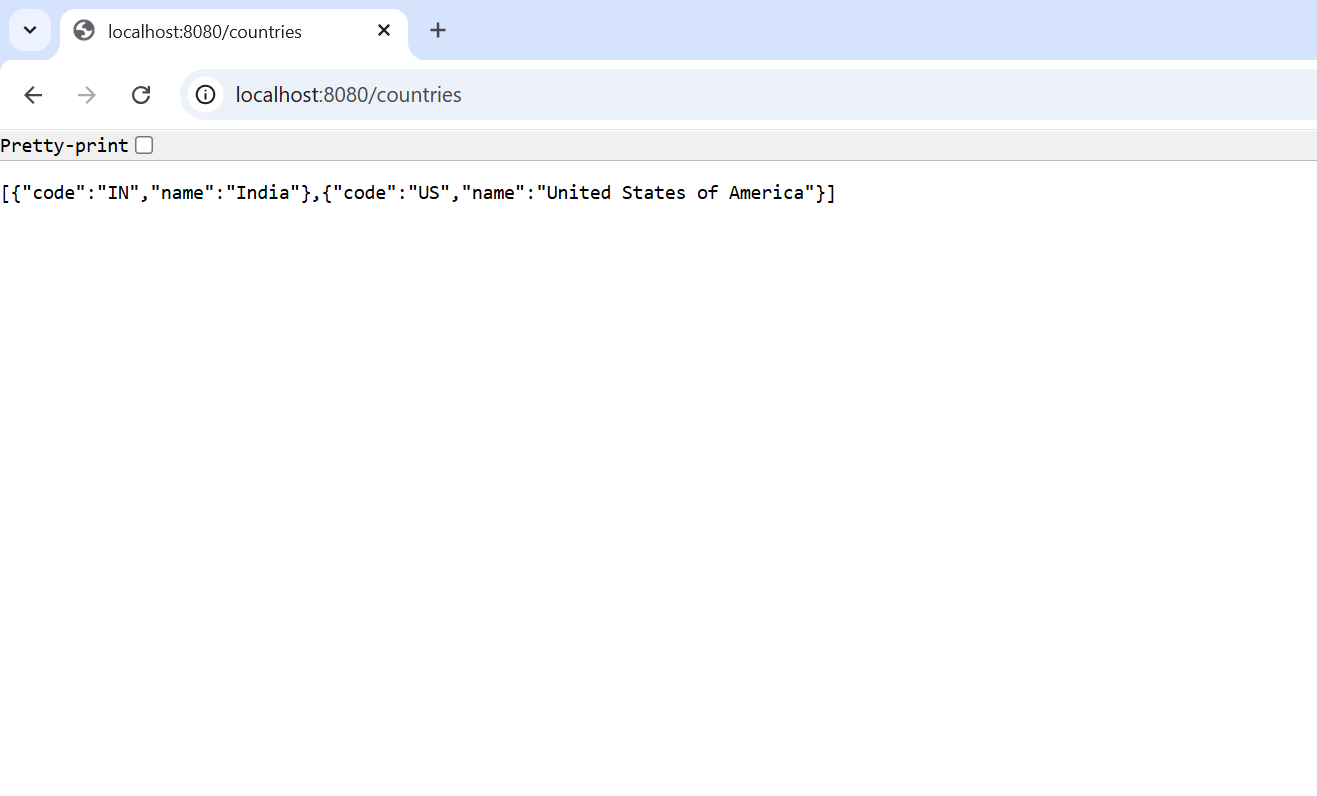 localhost:8080/countries
localhost:8080/countries
Pretty-print
[{"code":"IN","name":"India"},{"code":"US","name":"United States of America"}]